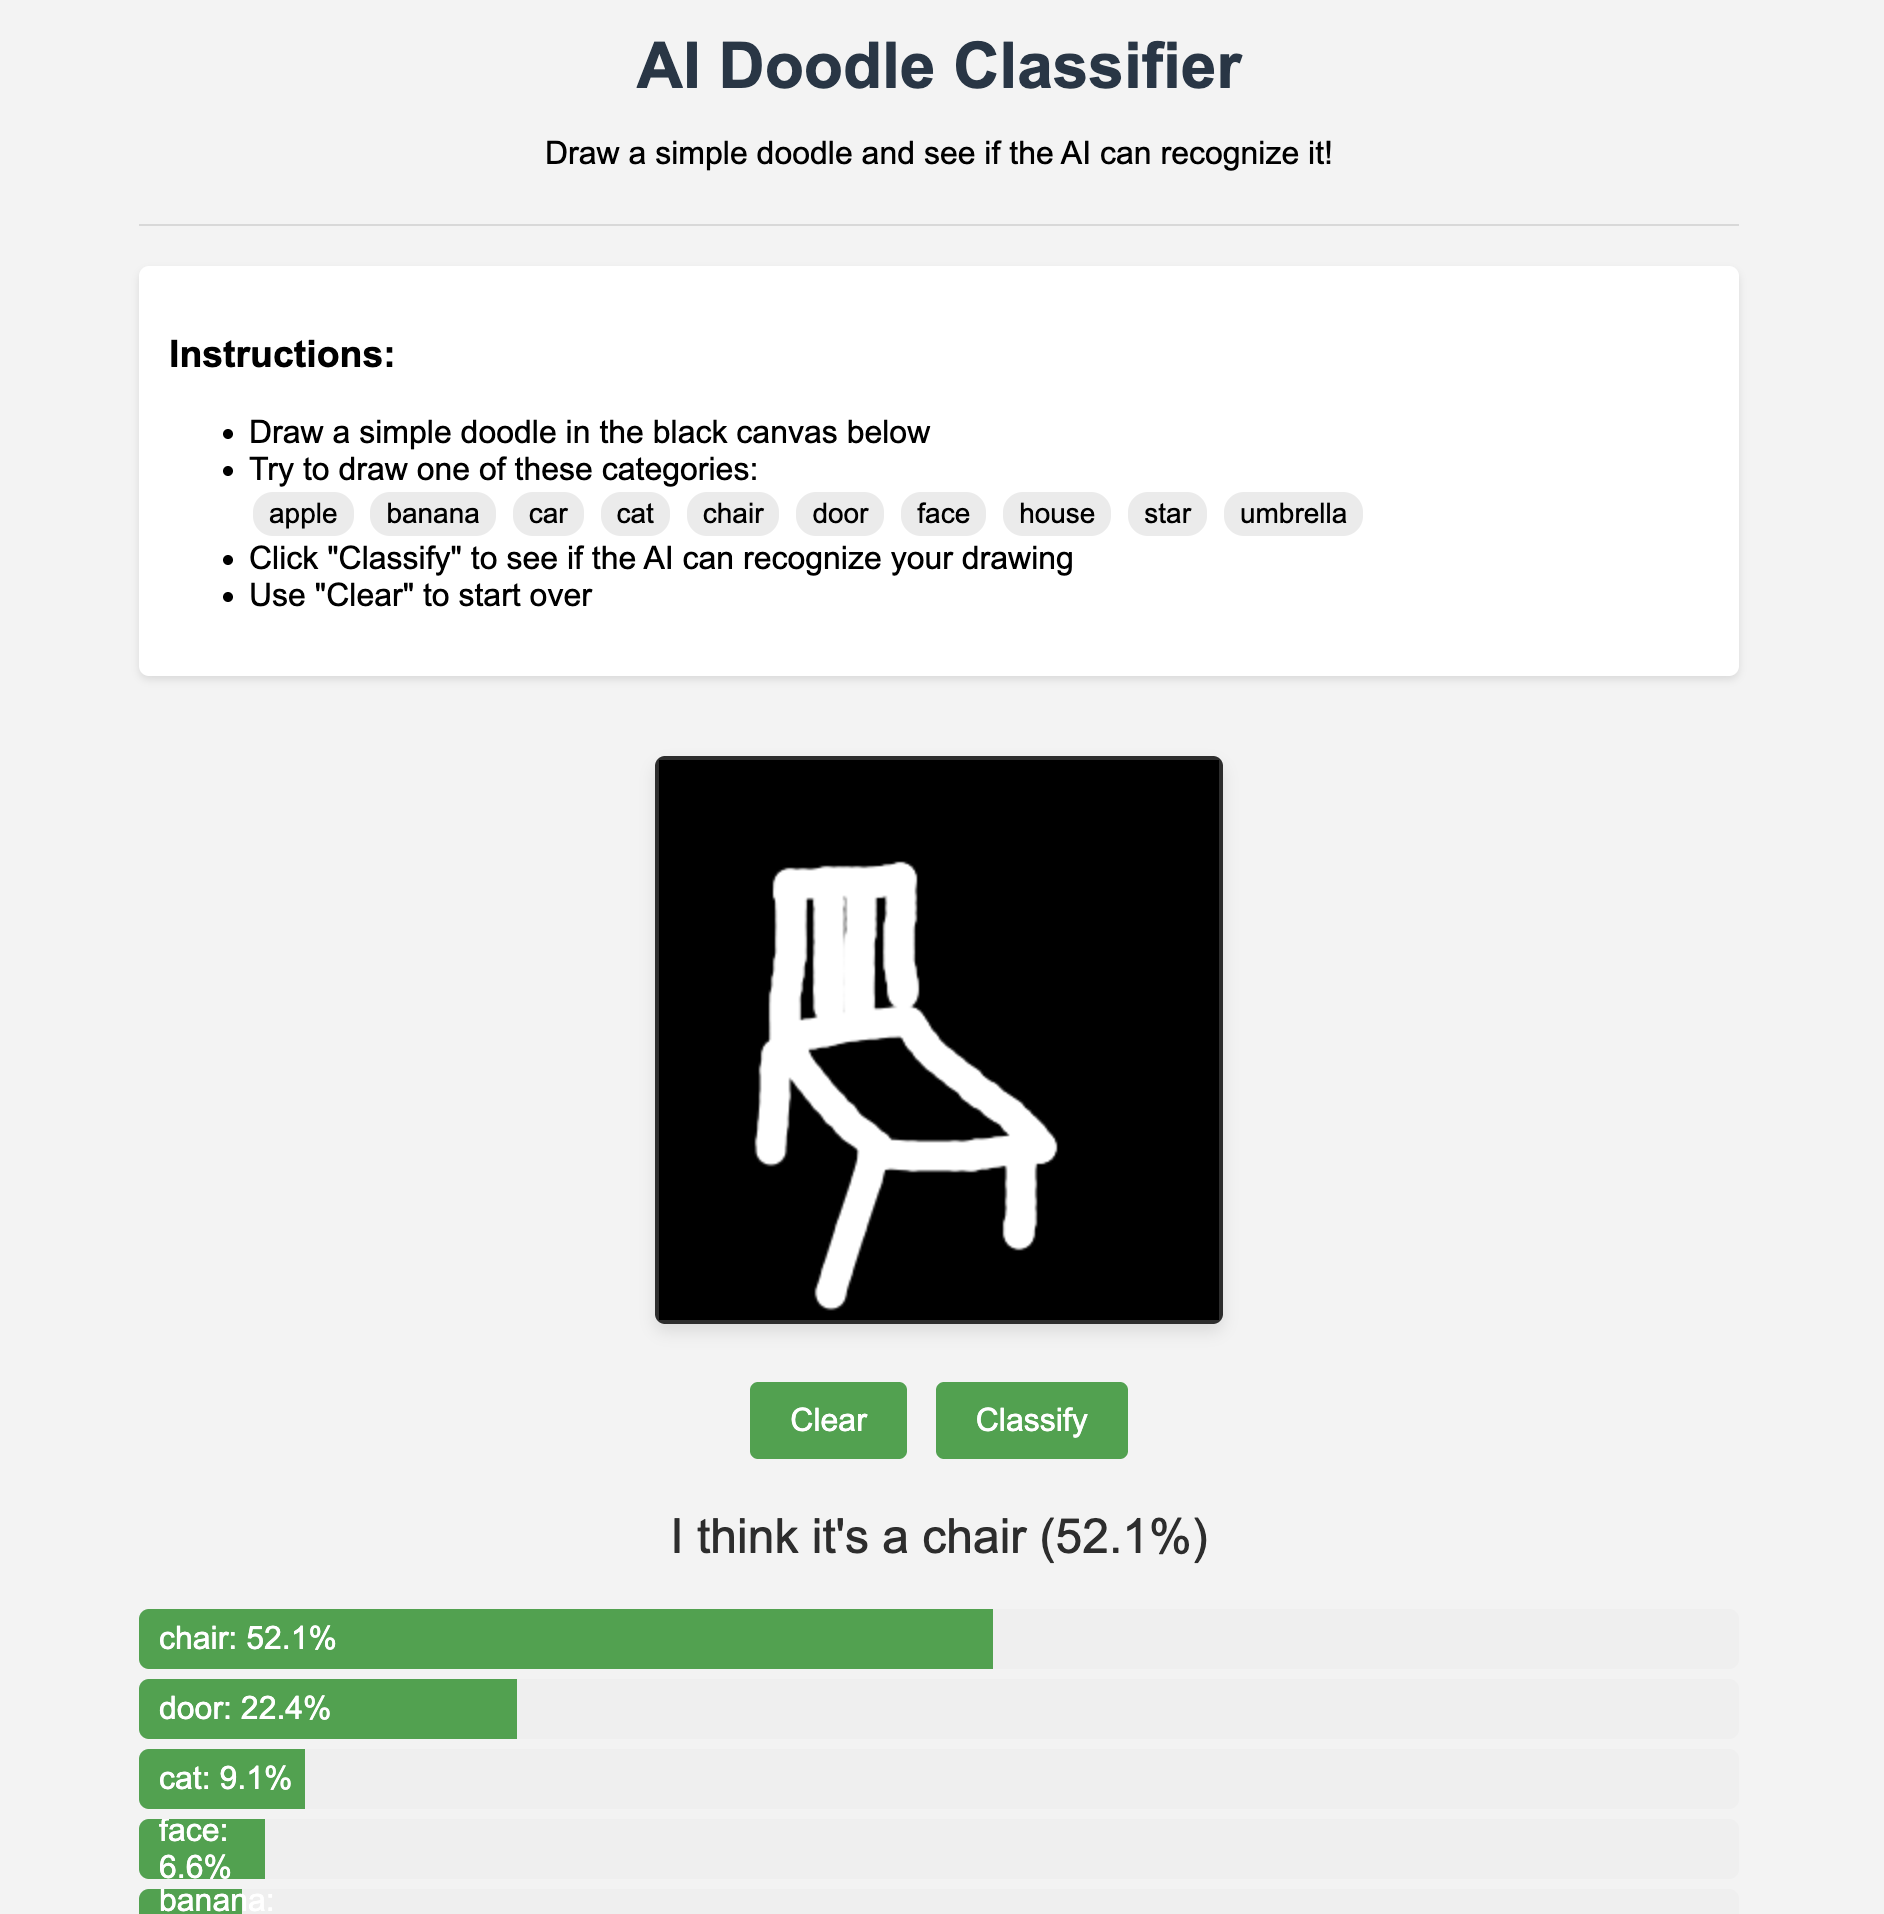 AI Doodle Classifier
Draw a simple doodle and see if the AI can recognize it!
Instructions:
• Draw a simple doodle in the black canvas below
• Try to draw one of these categories:
apple banana car cat chair door face house star umbrella
• Click "Classify" to see if the AI can recognize your drawing
• Use "Clear" to start over
Clear Classify
I think it's a chair (52.1%)
chair: 52.1%
door: 22.4%
cat: 9.1%
face:
6.6%
banana: